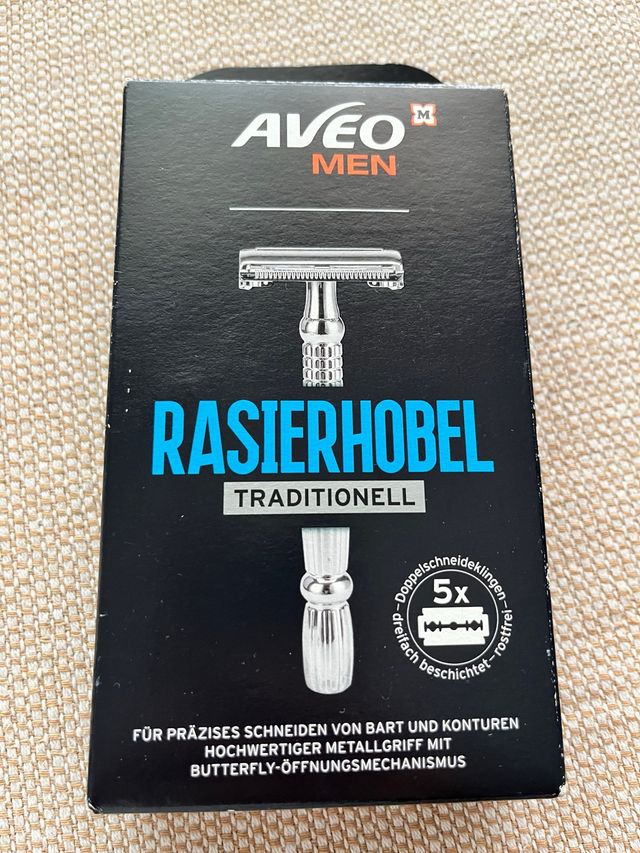 AVEO M
MEN
RASIERHOBEL
TRADITIONELL
Doppelschneideklingen-
5x
dreifach beschichtet-rostfrei-
FÜR PRÄZISES SCHNEIDEN VON BART UND KONTUREN
HOCHWERTIGER METALLGRIFF MIT
BUTTERFLY-ÖFFNUNGSMECHANISMUS